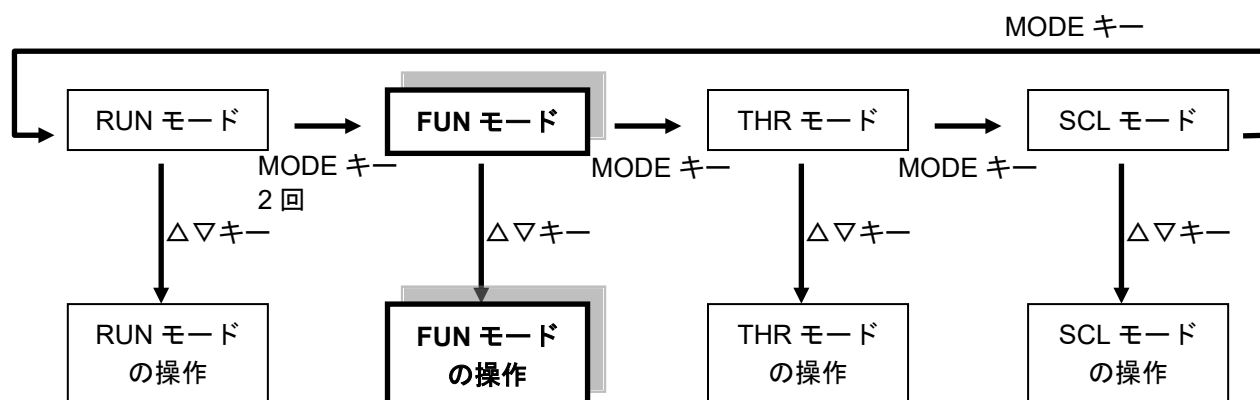 MODE キー
RUN モード
FUN モード
THR モード
SCL モード
MODE キー
2 回
MODE キー
MODE キー
△▽キー
△▽キー
△▽キー
△▽キー
RUN モード
の操作
FUN モード
の操作
THR モード
の操作
SCL モード
の操作